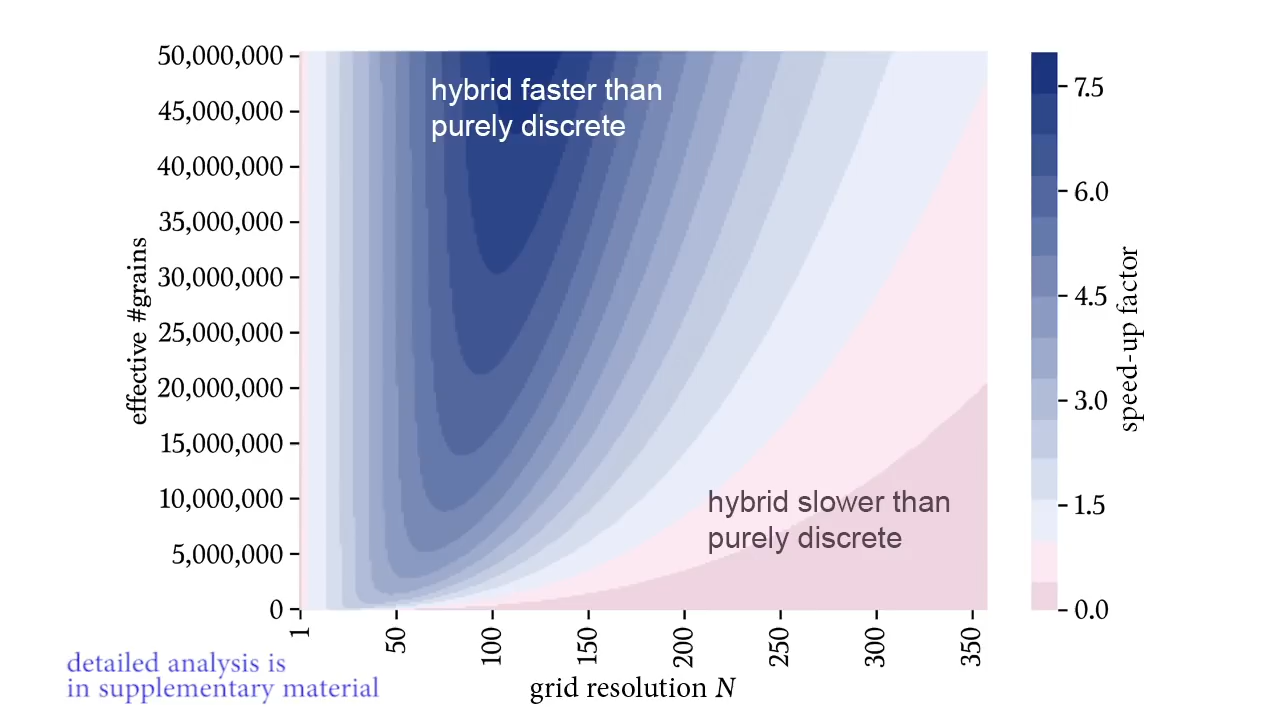 50,000,000
45,000,000
40,000,000
35,000,000
30,000,000
25,000,000
20,000,000
15,000,000
10,000,000
5,000,000
0
effective #grains
hybrid faster than
purely discrete
hybrid slower than
purely discrete
1
50
100
150
200
250
300
350
grid resolution N
7.5
6.0
4.5
3.0
1.5
0.0
speed-up factor
detailed analysis is
in supplementary material